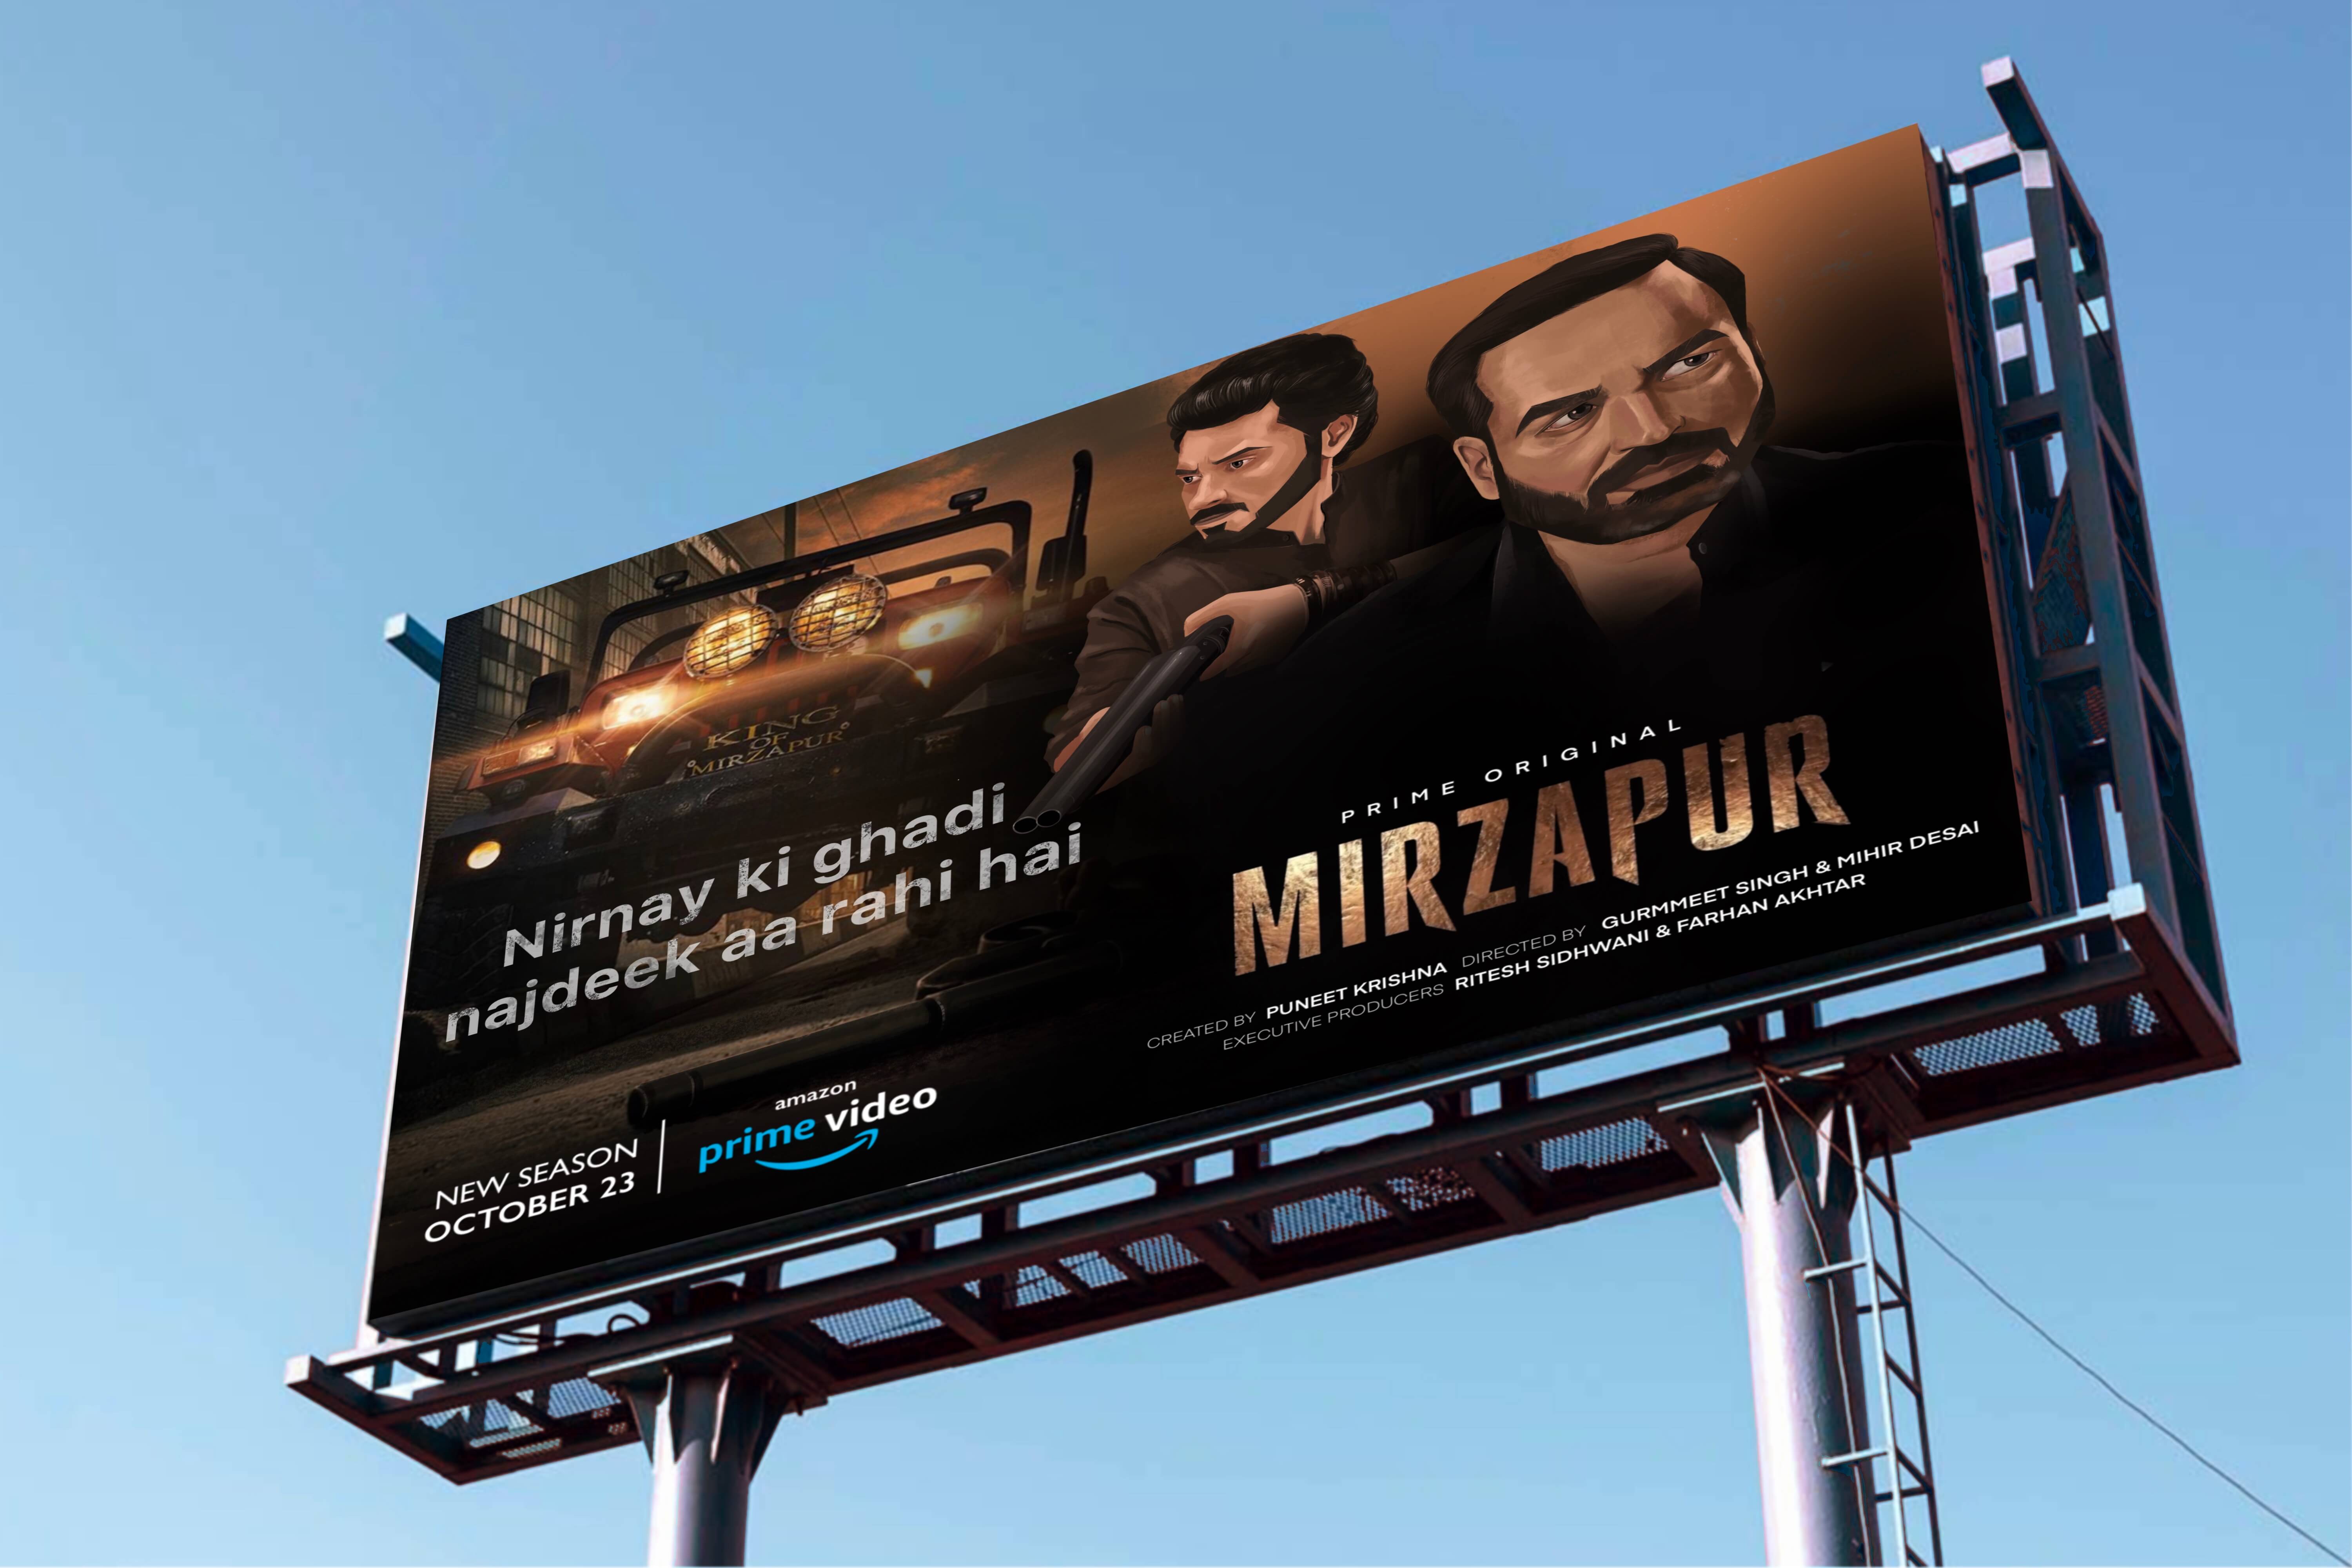 KING
OF
MIRZAPUR
Nirnay ki ghadi
najdeek aa rahi hai
NEW SEASON
OCTOBER 23
amazon
prime video
PRIME ORIGINAL
MIRZAPUR
CREATED BY PUNEET KRISHNA DIRECTED BY GURMMEET SINGH & MIHIR DESAI
EXECUTIVE PRODUCERS RITESH SIDHWANI & FARHAN AKHTAR